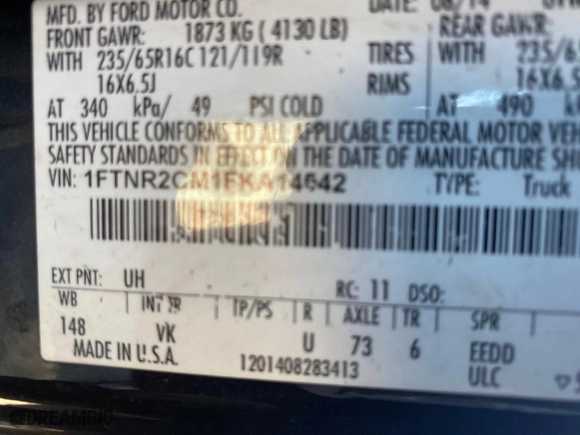 MFD. BY FORD MOTOR CO.
DATE: 08/14
FRONT GAWR: 1873 KG ( 4130 LB)
REAR GAWR:
WITH 235/65R16C 121/119R TIRES 235/6
16X6.5J RIMS 16X6.5
AT 340 kPa/ 49 PSI COLD AT 490
THIS VEHICLE CONFORMS TO ALL APPLICABLE FEDERAL MOTOR VEH
SAFETY STANDARDS IN EFFECT ON THE DATE OF MANUFACTURE SH
VIN: 1FTNR2CM1FKA14642 TYPE: Truck
EXT PNT: UH RC: 11 DSO:
WB INT TR TP/PS R AXLE TR SPR
148 VK U 73 6 EEDD
MADE IN U.S.A. 1201408283413 ULC
DREAMBID